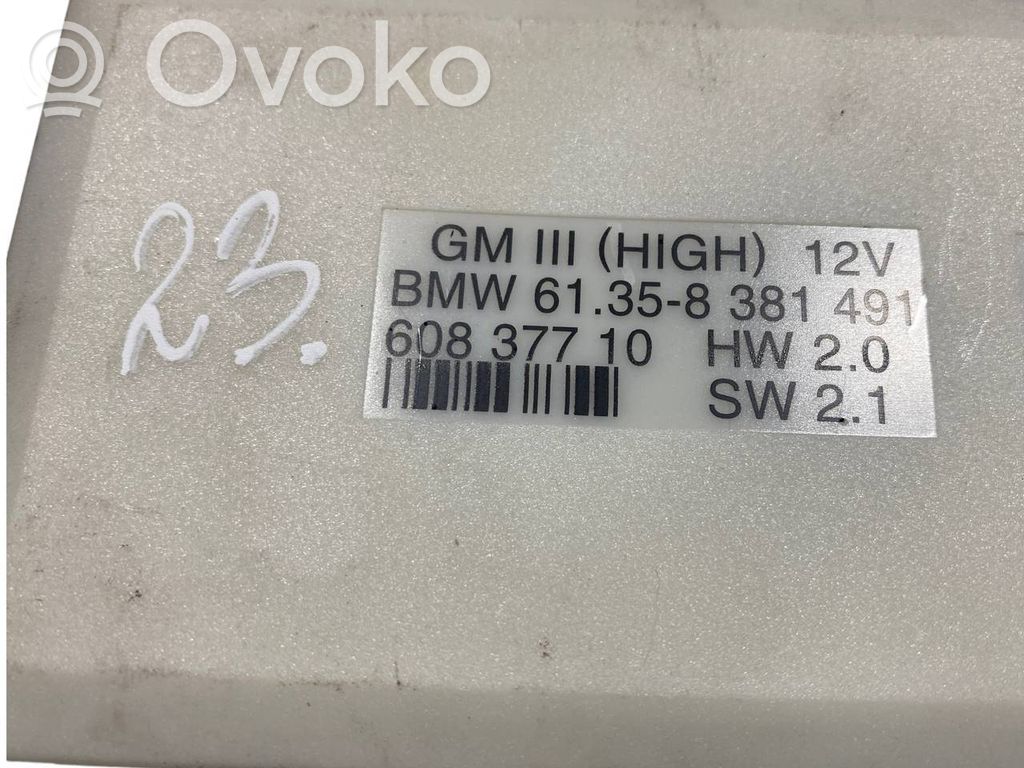 Ovoko
23.
GM III (HIGH) 12V
BMW 61.35-8 381 491
608 377 10 HW 2.0
SW 2.1